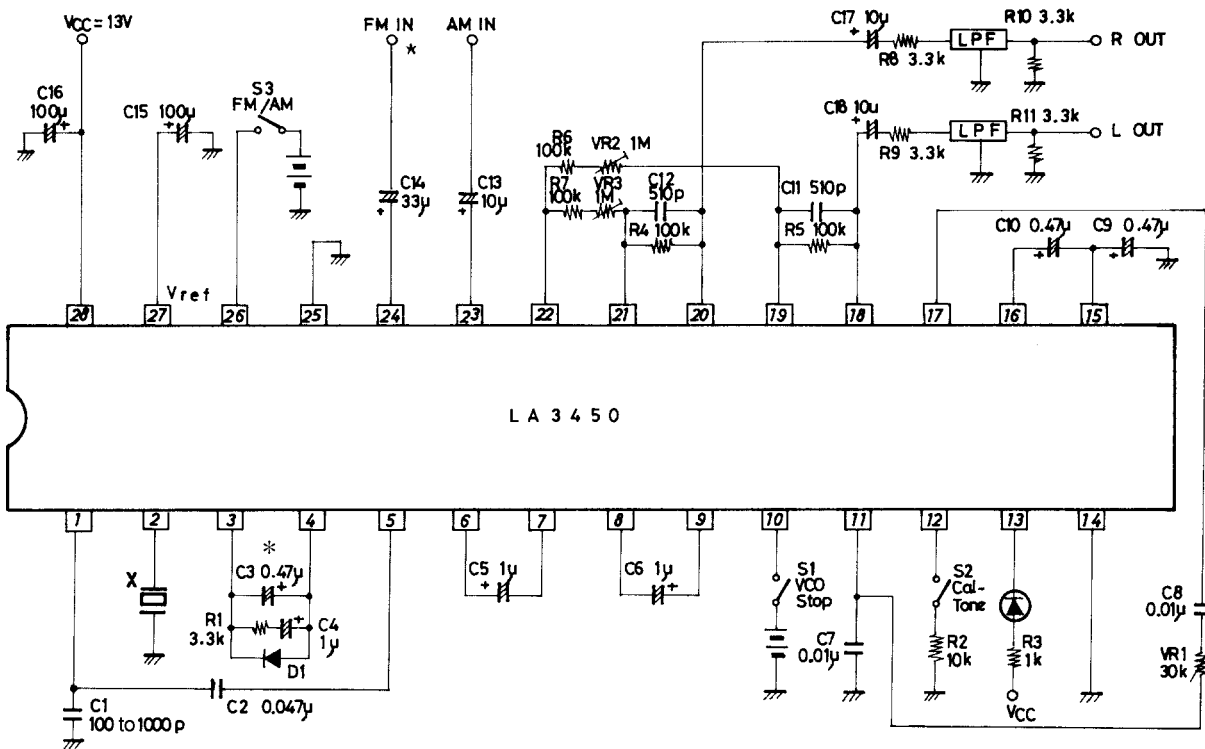 VCC=13V
FM IN
*
AM IN
C17 10μ
+
R8 3.3k
LPF
R10 3.3k
R OUT
C16
100μ
+
C15 100μ
+
S3
FM/AM
C18 10μ
+
R9 3.3k
LPF
R11 3.3k
L OUT
C14
33μ
+
C13
10μ
+
R6
100k
VR2 1M
R7
100k
VR3
1M
C12
510p
R4 100k
C11 510p
R5 100k
C10 0.47μ
+
C9 0.47μ
+
Vref
28
27
26
25
24
23
22
21
20
19
18
17
16
15
LA3450
1
2
3
4
5
6
7
8
9
10
11
12
13
14
X
*
C3 0.47μ
+
R1
3.3k
+
C4
1μ
D1
C5 1μ
+
C6 1μ
+
S1
VCO
Stop
C7
0.01μ
S2
Cal-
Tone
R2
10k
R3
1k
VCC
C8
0.01μ
VR1
30k
C1
100 to 1000p
C2 0.047μ